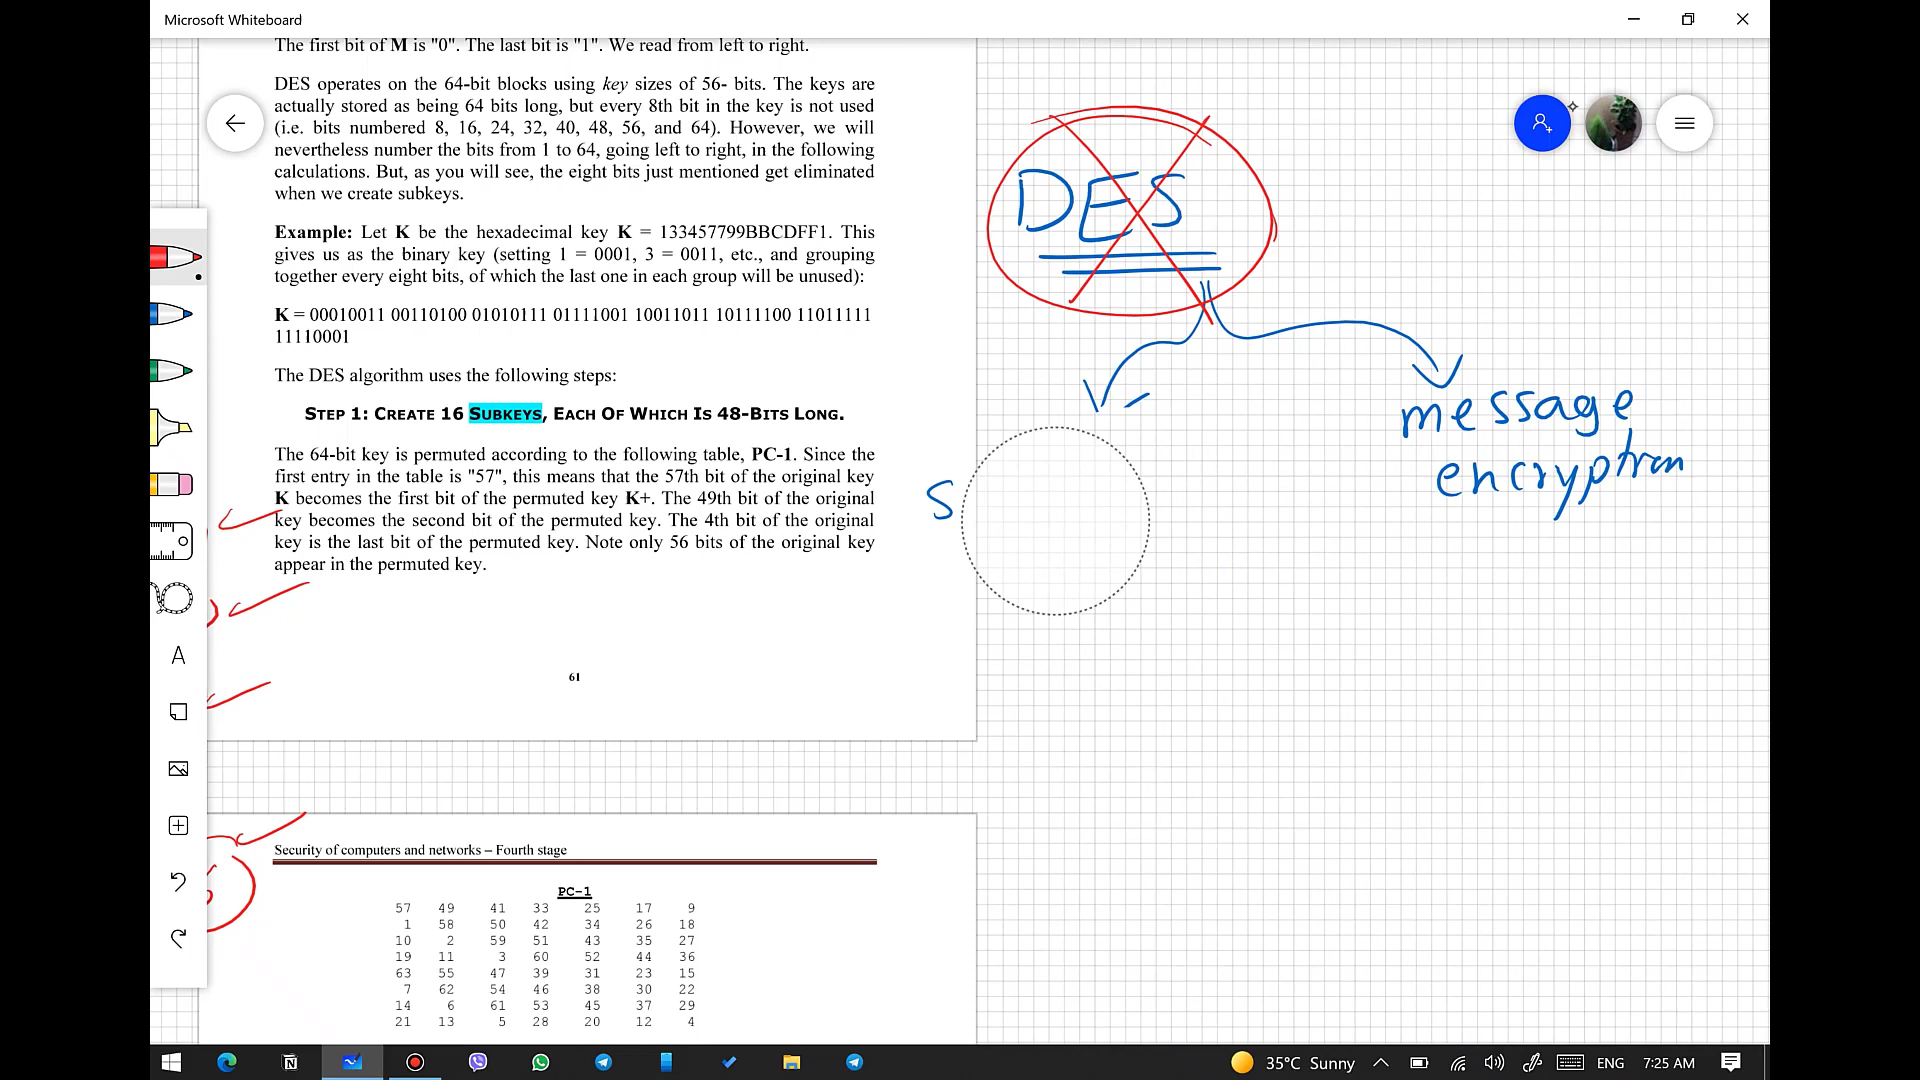 Microsoft Whiteboard
The first bit of M is "0". The last bit is "1". We read from left to right.
DES operates on the 64-bit blocks using key sizes of 56- bits. The keys are
actually stored as being 64 bits long, but every 8th bit in the key is not used
(i.e. bits numbered 8, 16, 24, 32, 40, 48, 56, and 64). However, we will
nevertheless number the bits from 1 to 64, going left to right, in the following
calculations. But, as you will see, the eight bits just mentioned get eliminated
when we create subkeys.
Example: Let K be the hexadecimal key K = 133457799BBCDFF1. This
gives us as the binary key (setting 1 = 0001, 3 = 0011, etc., and grouping
together every eight bits, of which the last one in each group will be unused):
K = 00010011 00110100 01010111 01111001 10011011 10111100 11011111
11110001
The DES algorithm uses the following steps:
STEP 1: CREATE 16 SUBKEYS, EACH OF WHICH IS 48-BITS LONG.
The 64-bit key is permuted according to the following table, PC-1. Since the
first entry in the table is "57", this means that the 57th bit of the original key
K becomes the first bit of the permuted key K+. The 49th bit of the original
key becomes the second bit of the permuted key. The 4th bit of the original
key is the last bit of the permuted key. Note only 56 bits of the original key
appear in the permuted key.
61
Security of computers and networks – Fourth stage
PC-1
57 49 41 33 25 17 9
1 58 50 42 34 26 18
10 2 59 51 43 35 27
19 11 3 60 52 44 36
63 55 47 39 31 23 15
7 62 54 46 38 30 22
14 6 61 53 45 37 29
21 13 5 28 20 12 4
DES
S
message
encryption
A
35°C Sunny
ENG
7:25 AM